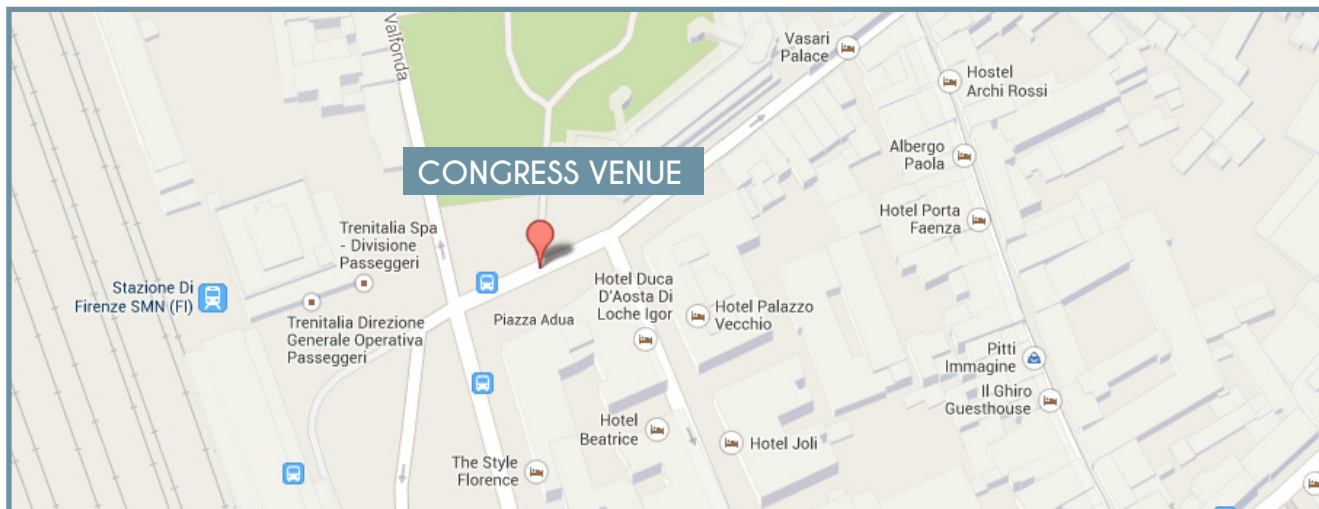 Valfonda
Vasari
Palace
Hostel
Archi Rossi
Albergo
Paola
CONGRESS VENUE
Hotel Porta
Faenza
Trenitalia Spa
- Divisione
Passeggeri
Stazione Di
Firenze SMN (FI)
Trenitalia Direzione
Generale Operativa
Passeggeri
Piazza Adua
Hotel Duca
D'Aosta Di
Loche Igor
Hotel Palazzo
Vecchio
Pitti
Immagine
Il Ghiro
Guesthouse
Hotel
Beatrice
Hotel Joli
The Style
Florence